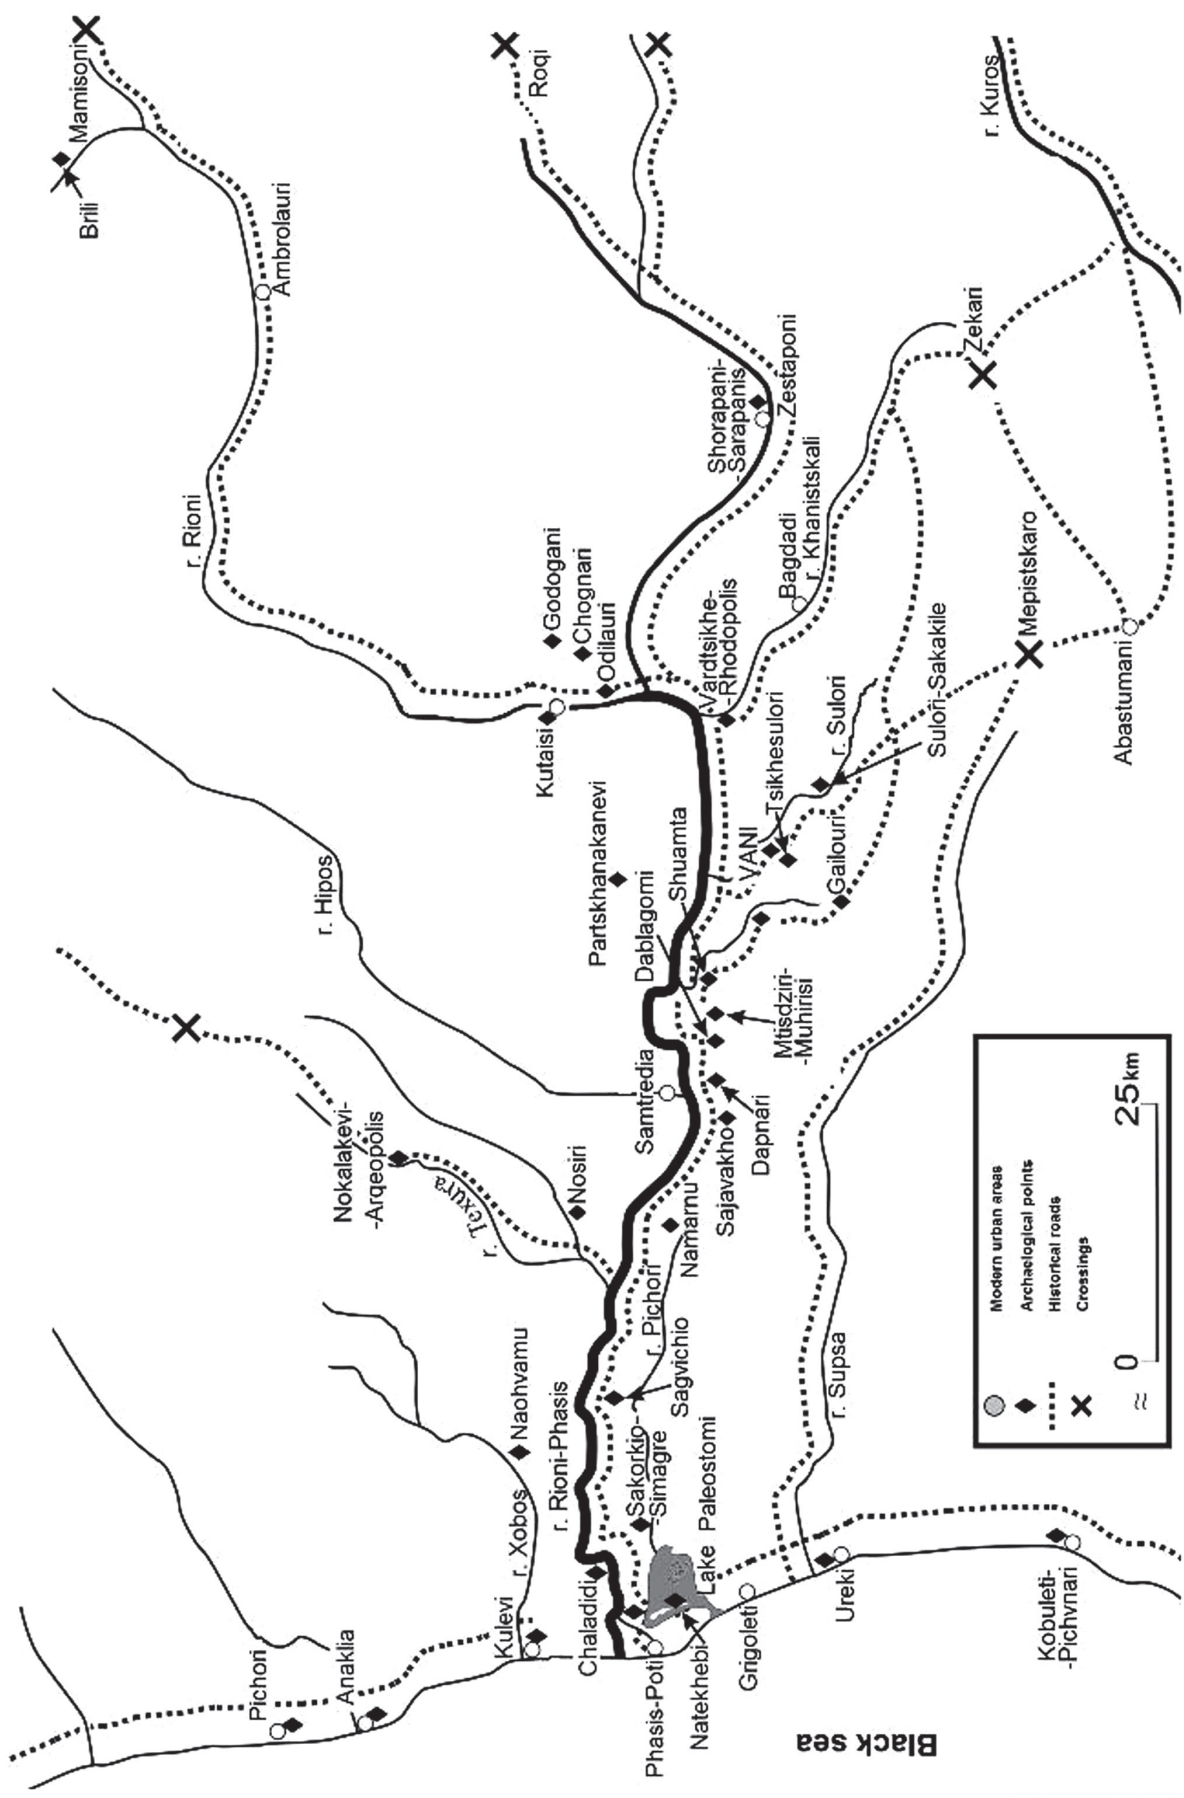 Mamisoni
Brili
Ambrolauri
r. Rioni
Roqi
r. Kuros
Zekari
Shorapani-
-Sarapanis
Zestaponi
Godogani
Chognari
Odilauri
Kutaisi
Vardtsikhe-
-Rhodopolis
Bagdadi
r. Khanistskali
Mepistskaro
Abastumani
Sulori-Sakakile
r. Sulori
Tsikhesulori
VANI
Gailouri
Shuamta
Dablagomi
Partskhanakanevi
r. Hipos
Mtisdziri-
-Muhirisi
Samtredia
Dapnari
Sajavakho
Nokalakevi-
-Arqeopolis
r. Texura
Nosiri
Namarnu
r. Pichori
Sagvichio
Naohvamu
r. Rioni-Phasis
r. Xobos
Sakorkio-
-Simagre
Lake Paleostomi
r. Supsa
Kulevi
Chaladidi
Pichori
Anaklia
Phasis-Poti
Natekhebi
Grigoleti
Ureki
Kobuleti-
-Pichvnari
Black sea
Modern urban areas
Archaelogical points
Historical roads
Crossings
≈ 0 25 km